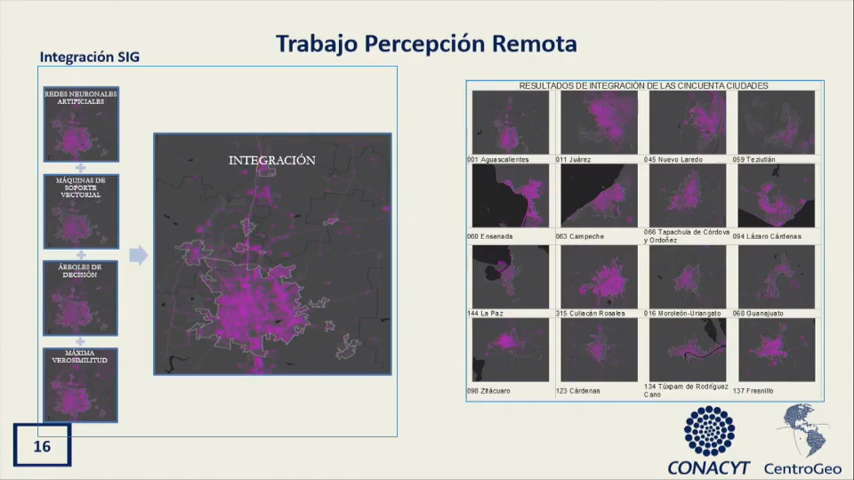 Trabajo Percepción Remota
Integración SIG
REDES NEURONALES
ARTIFICIALES
MÁQUINAS DE
SOPORTE
VECTORIAL
ÁRBOLES DE
DECISIÓN
MÁXIMA
VEROSIMILITUD
INTEGRACIÓN
RESULTADOS DE INTEGRACIÓN DE LAS CINCUENTA CIUDADES
001 Aguascalientes
011 Juárez
045 Nuevo Laredo
059 Teziutlán
060 Ensenada
063 Campeche
066 Tapachula de Córdova
y Ordoñez
094 Lázaro Cárdenas
144 La Paz
315 Culiacán Rosales
016 Moroleón-Uriangato
068 Guanajuato
098 Zitácuaro
123 Cárdenas
134 Túxpam de Rodríguez
Cano
137 Fresnillo
16
CONACYT
CentroGeo